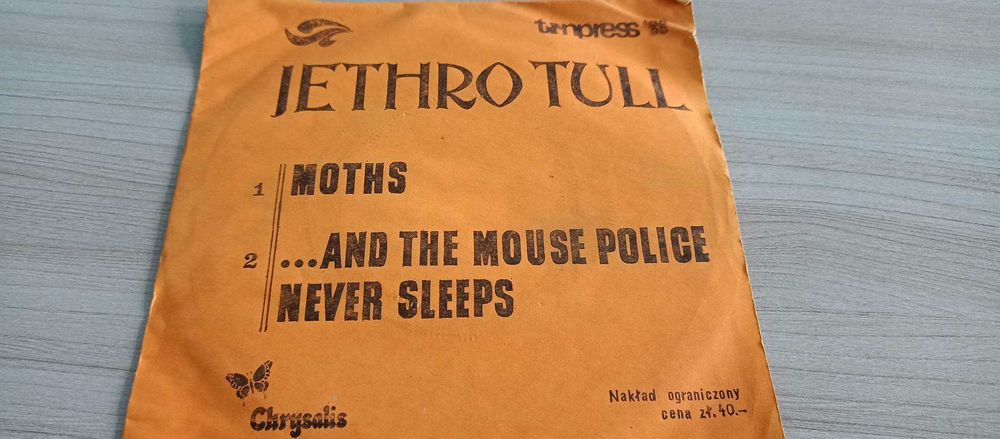 tonpress
JETHRO TULL
1 MOTHS
2 ...AND THE MOUSE POLICE
NEVER SLEEPS
Chrysalis
Nakład ograniczony
cena zł. 40.—